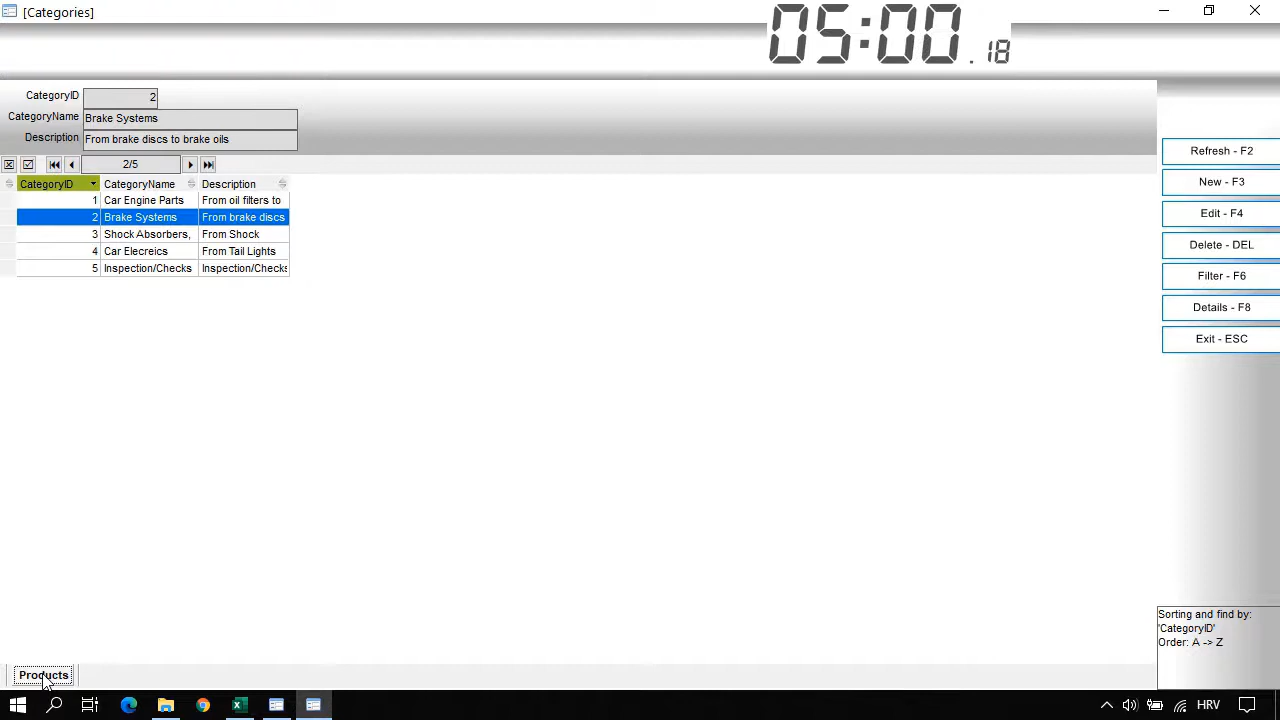 [Categories]
05:00.18
CategoryID 2
CategoryName Brake Systems
Description From brake discs to brake oils
2/5
CategoryID CategoryName Description
1 Car Engine Parts From oil filters to
2 Brake Systems From brake discs
3 Shock Absorbers, From Shock
4 Car Elecreics From Tail Lights
5 Inspection/Checks Inspection/Checks
Refresh - F2
New - F3
Edit - F4
Delete - DEL
Filter - F6
Details - F8
Exit - ESC
Sorting and find by:
'CategoryID'
Order: A -> Z
Products
HRV